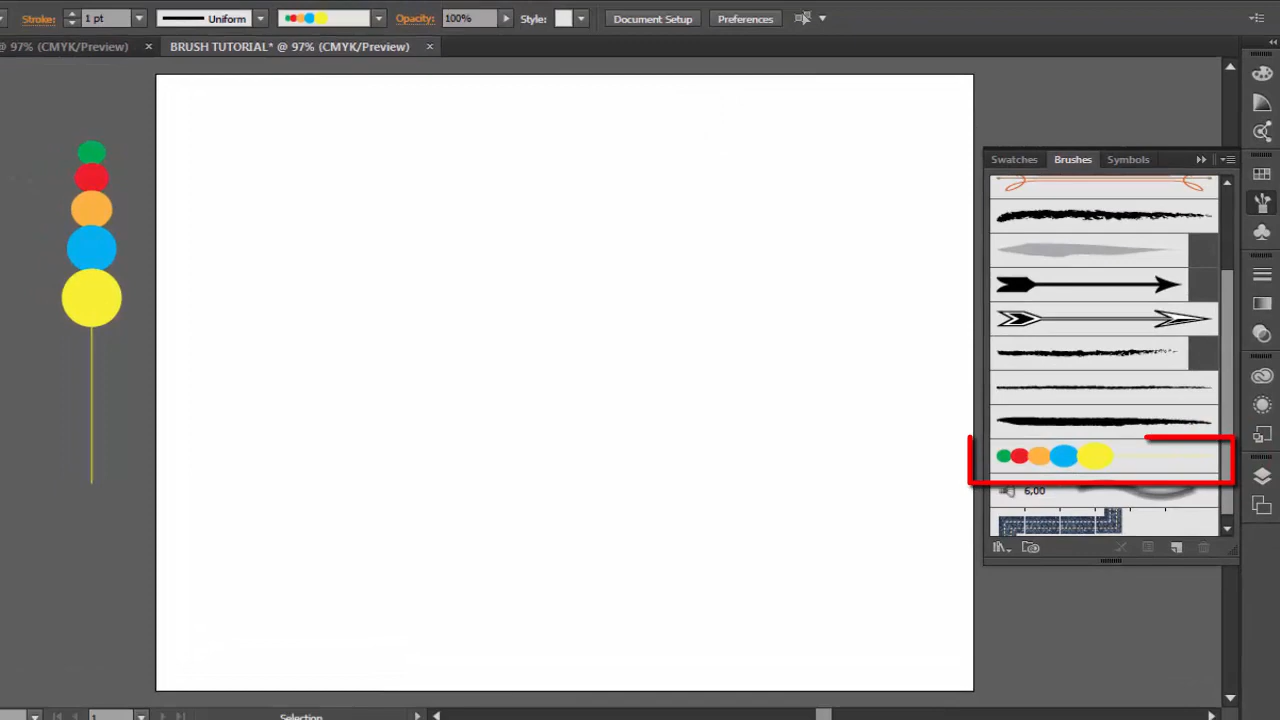 Stroke: 1 pt Uniform Opacity: 100% Style: Document Setup Preferences
@ 97% (CMYK/Preview) × BRUSH TUTORIAL* @ 97% (CMYK/Preview) ×
Swatches Brushes Symbols
6,00
1 Selection